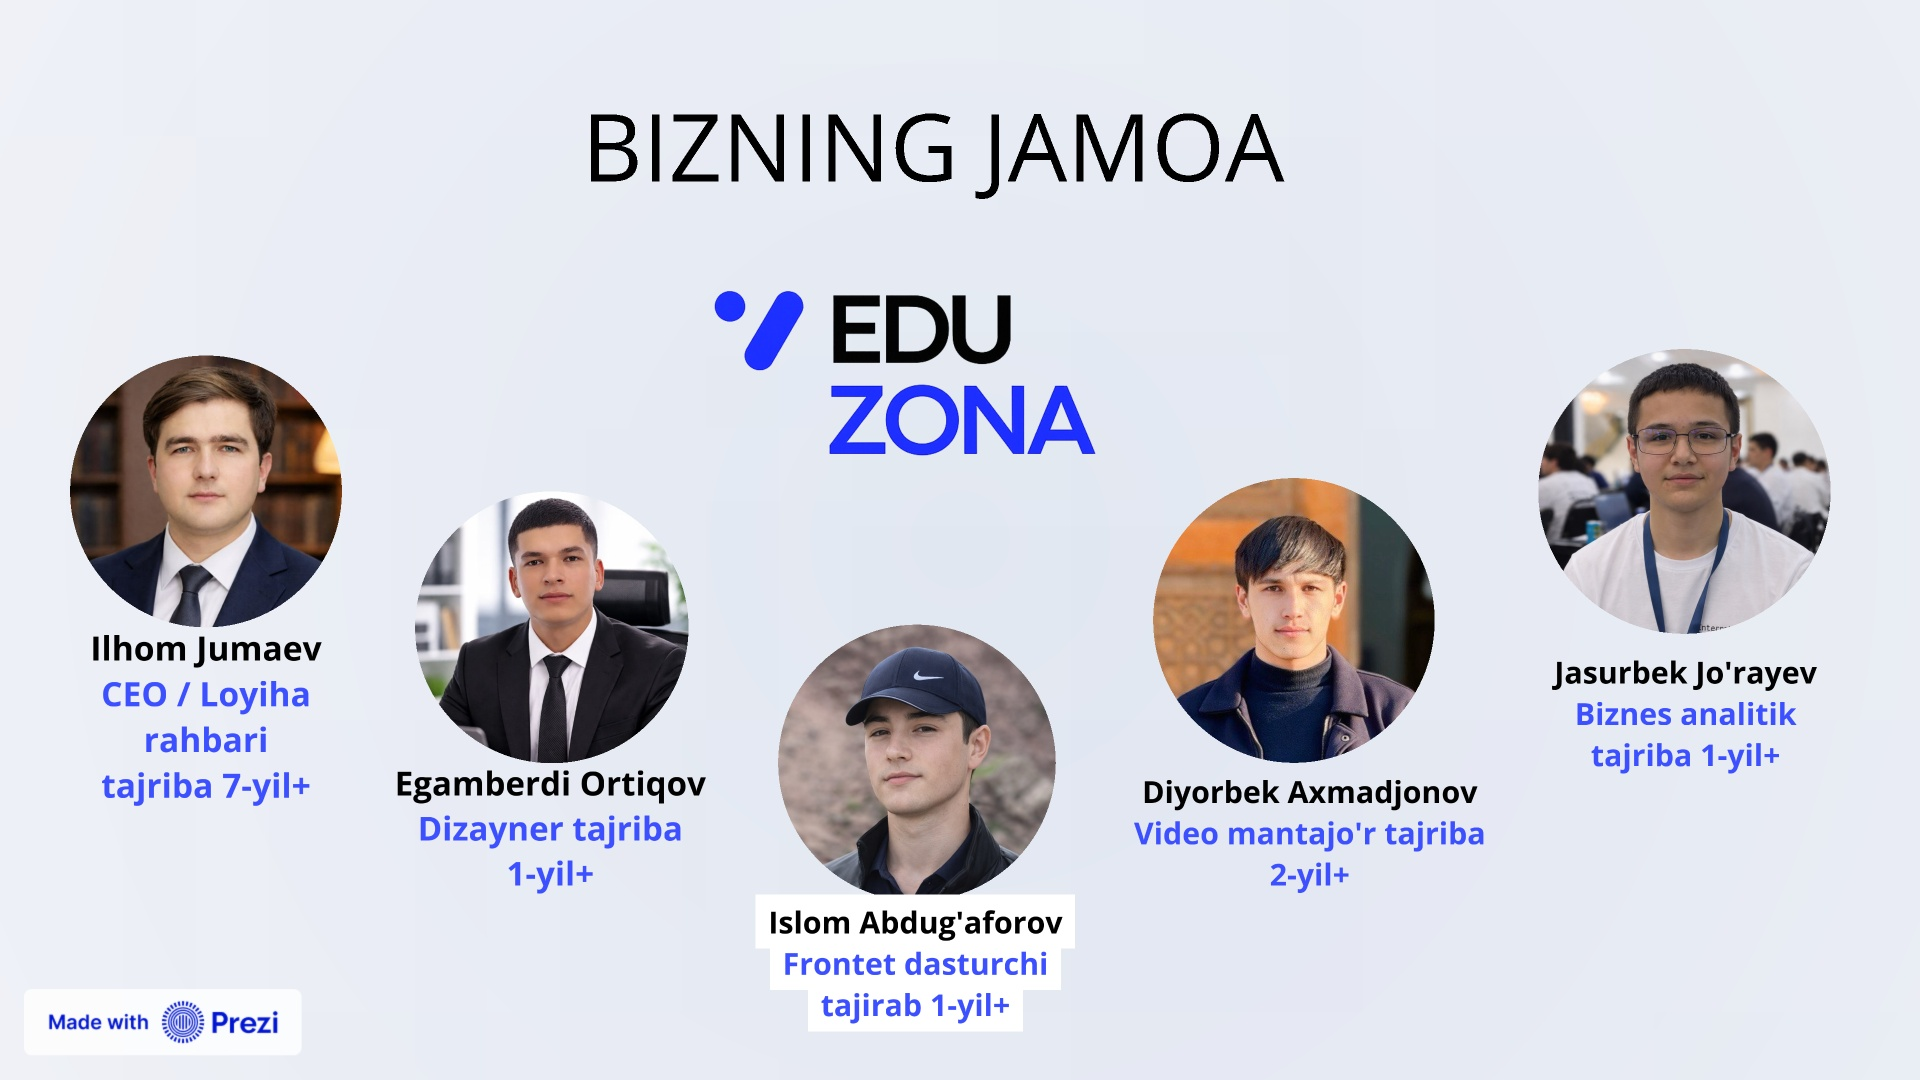 BIZNING JAMOA
EDU
ZONA
Ilhom Jumaev
CEO / Loyiha
rahbari
tajriba 7-yil+
Egamberdi Ortiqov
Dizayner tajriba
1-yil+
Islom Abdug'aforov
Frontet dasturchi
tajirab 1-yil+
Diyorbek Axmadjonov
Video mantajo'r tajriba
2-yil+
Jasurbek Jo'rayev
Biznes analitik
tajriba 1-yil+
Made with Prezi